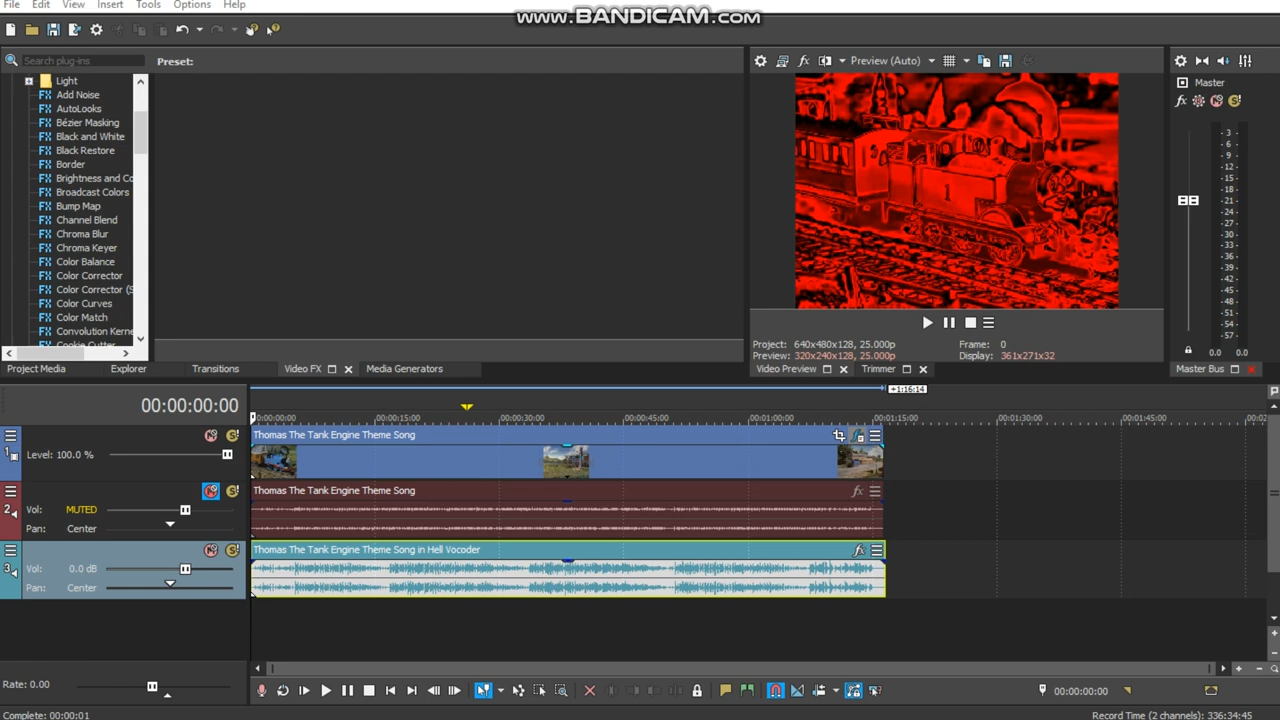 File Edit View Insert Tools Options Help
www.BANDICAM.com
Search plug-ins
Preset:
Light
Add Noise
AutoLooks
Bézier Masking
Black and White
Black Restore
Border
Brightness and Co
Broadcast Colors
Bump Map
Channel Blend
Chroma Blur
Chroma Keyer
Color Balance
Color Corrector
Color Corrector (S
Color Curves
Color Match
Convolution Kerne
Cookie Cutter
Preview (Auto)
1
Project: 640x480x128, 25.000p
Frame: 0
Preview: 320x240x128, 25.000p
Display: 361x271x32
Master
-3-
-6-
-9-
-12-
-15-
-18-
-21-
-24-
-27-
-30-
-33-
-36-
-39-
-42-
-45-
-48-
-51-
-54-
-57-
0.0 0.0
Project Media
Explorer
Transitions
Video FX
Media Generators
Video Preview
Trimmer
Master Bus
+1:16:14
00:00:00:00
00:00:00:00 00:00:15:00 00:00:30:00 00:00:45:00 00:01:00:00 00:01:15:00 00:01:30:00 00:01:45:00
1
Level: 100.0 %
Thomas The Tank Engine Theme Song
2
Vol: MUTED
Pan: Center
Thomas The Tank Engine Theme Song
3
Vol: 0.0 dB
Pan: Center
Thomas The Tank Engine Theme Song in Hell Vocoder
Rate: 0.00
00:00:00:00
Complete: 00:00:01
Record Time (2 channels): 336:34:45